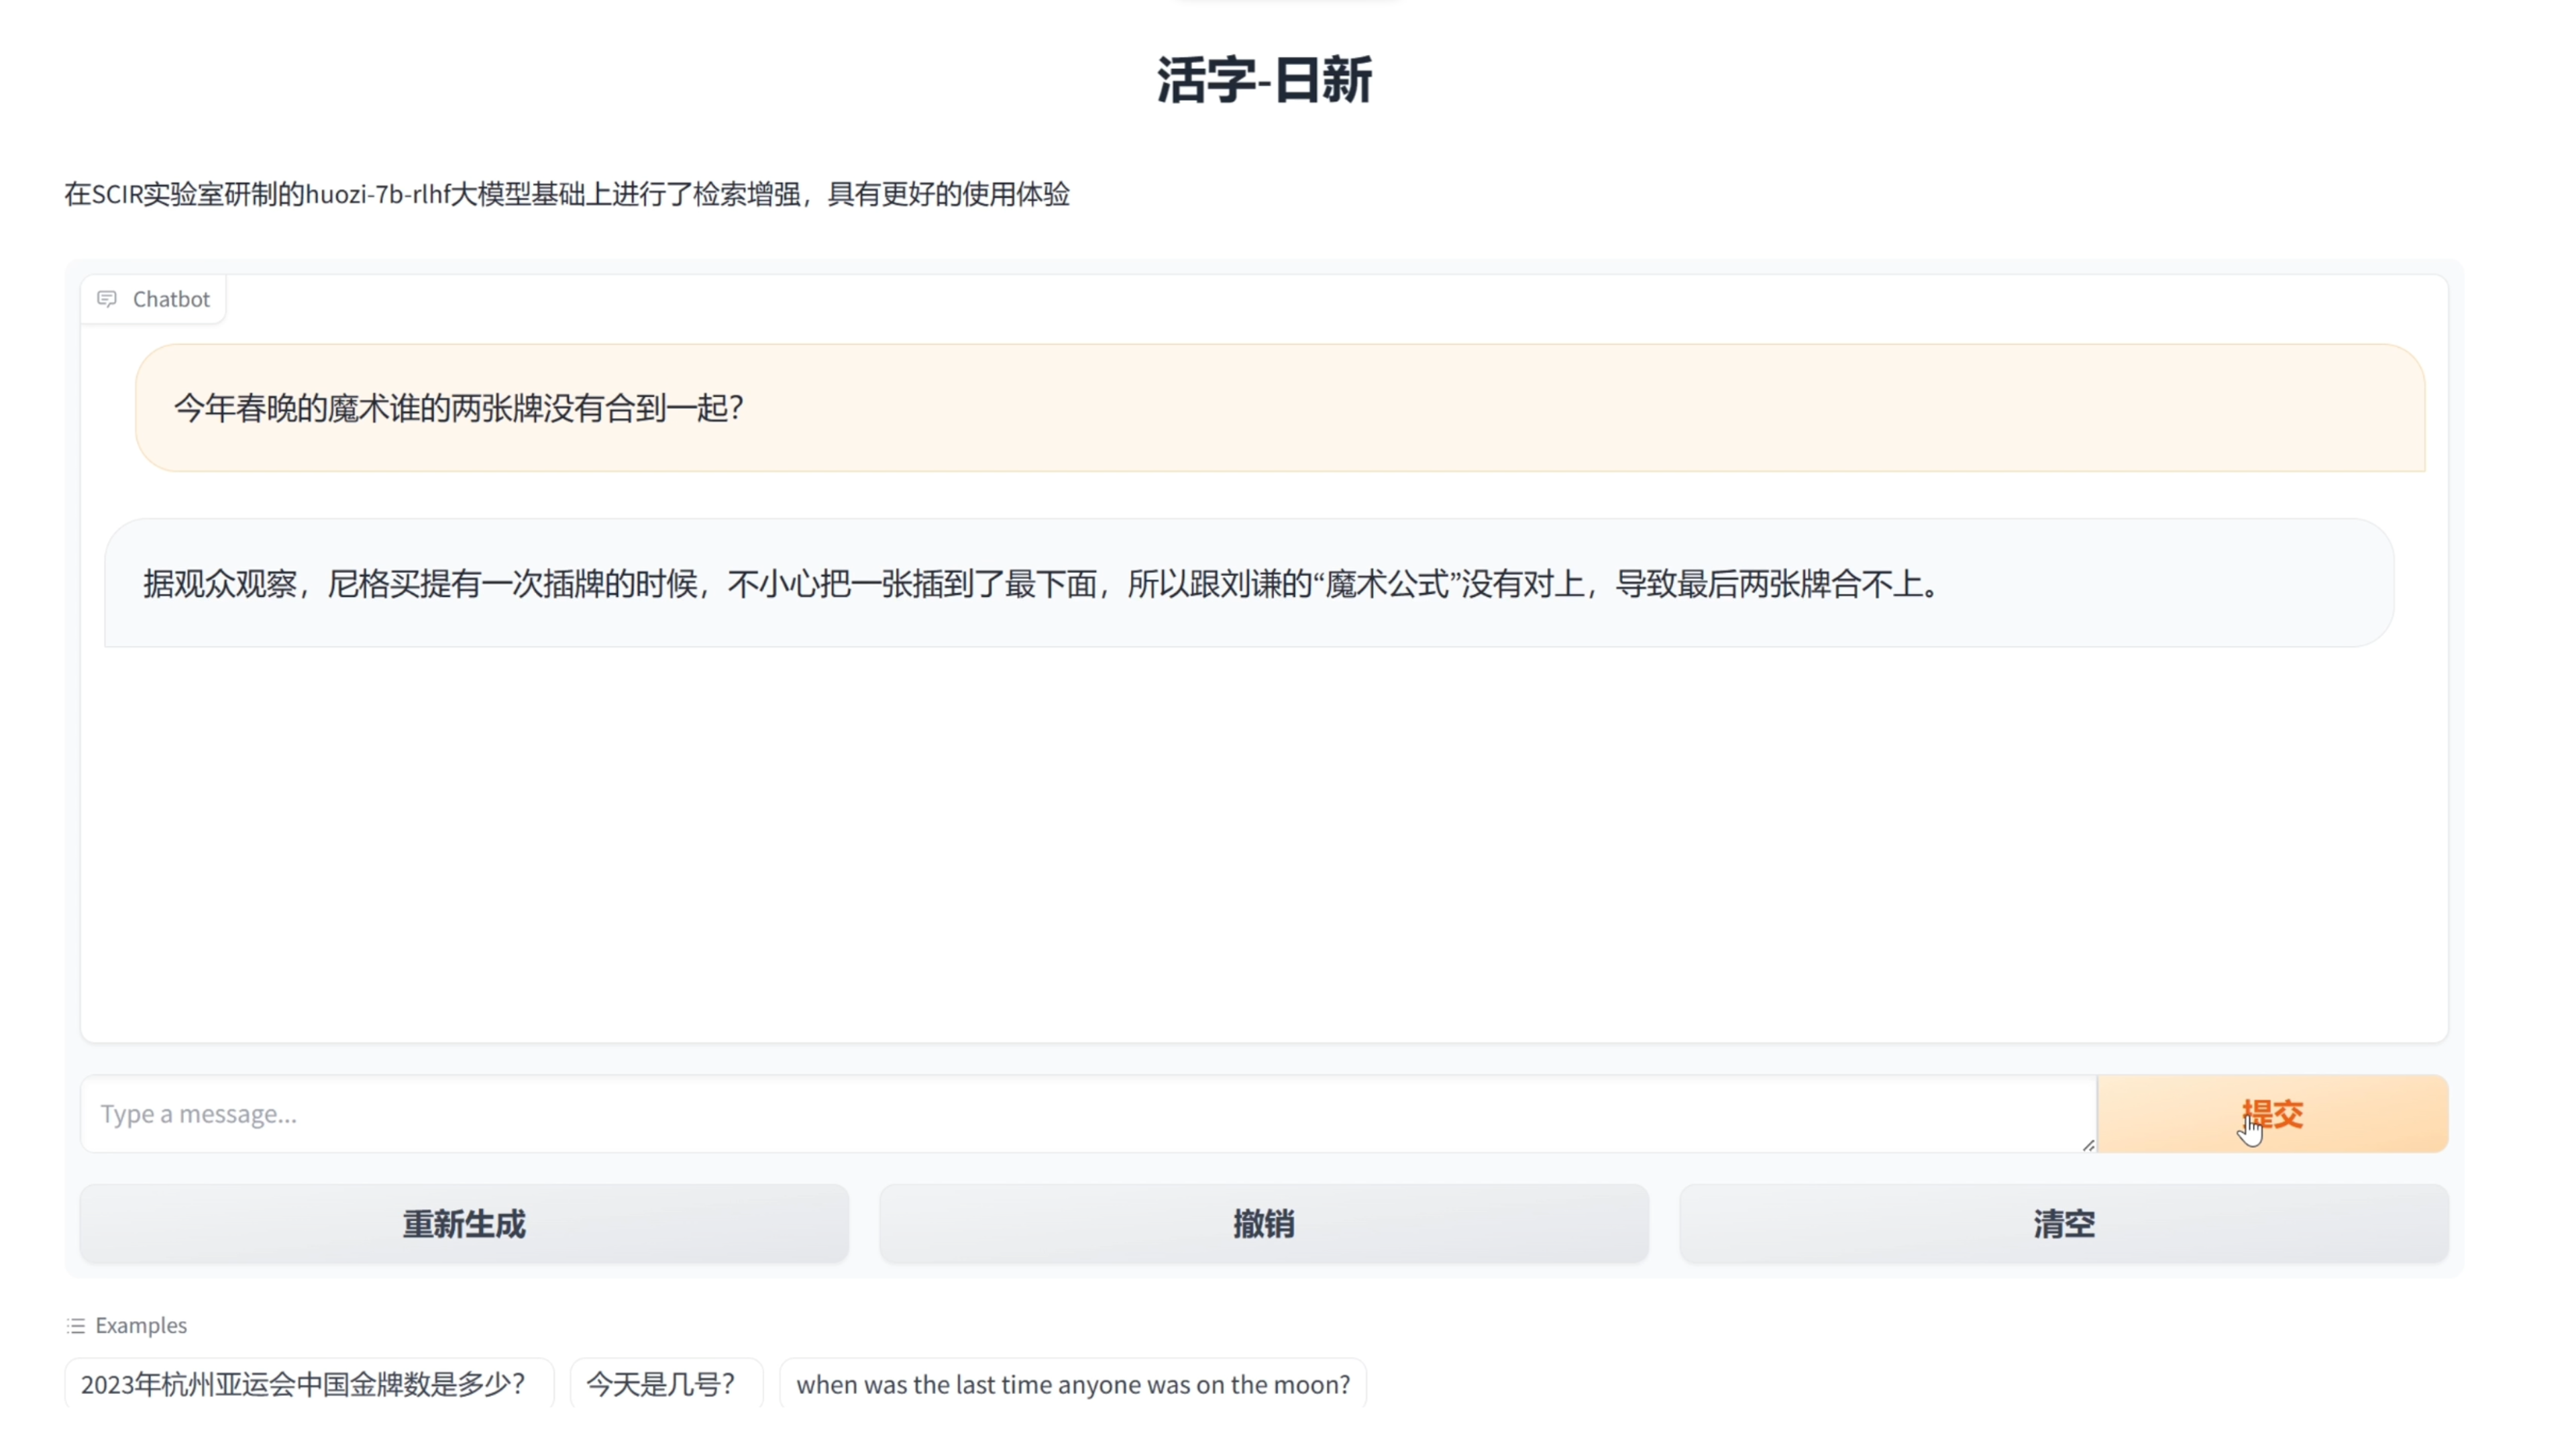 活字-日新
在SCIR实验室研制的huozi-7b-rlhf大模型基础上进行了检索增强，具有更好的使用体验
Chatbot
今年春晚的魔术谁的两张牌没有合到一起？
据观众观察，尼格买提有一次插牌的时候，不小心把一张插到了最下面，所以跟刘谦的“魔术公式”没有对上，导致最后两张牌合不上。
Type a message...
提交
重新生成
撤销
清空
Examples
2023年杭州亚运会中国金牌数是多少？
今天是几号？
when was the last time anyone was on the moon?